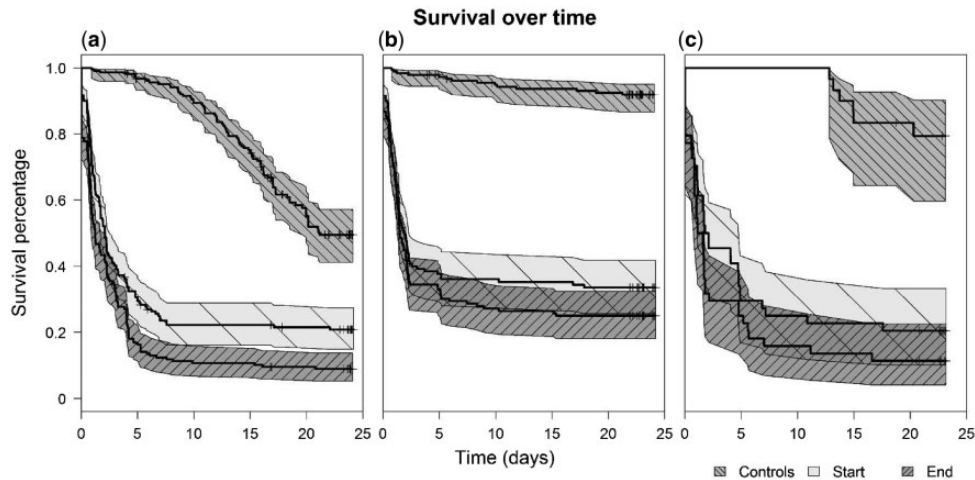 Survival over time
(a) (b) (c)
Survival percentage
1.0
0.8
0.6
0.4
0.2
0
0 5 10 15 20 25 0 5 10 15 20 25 0 5 10 15 20 25
Time (days)
Controls Start End